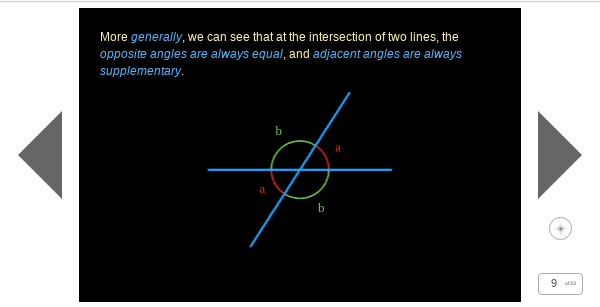 More generally, we can see that at the intersection of two lines, the
opposite angles are always equal, and adjacent angles are always
supplementary.
b
a
a
b
9 of 33